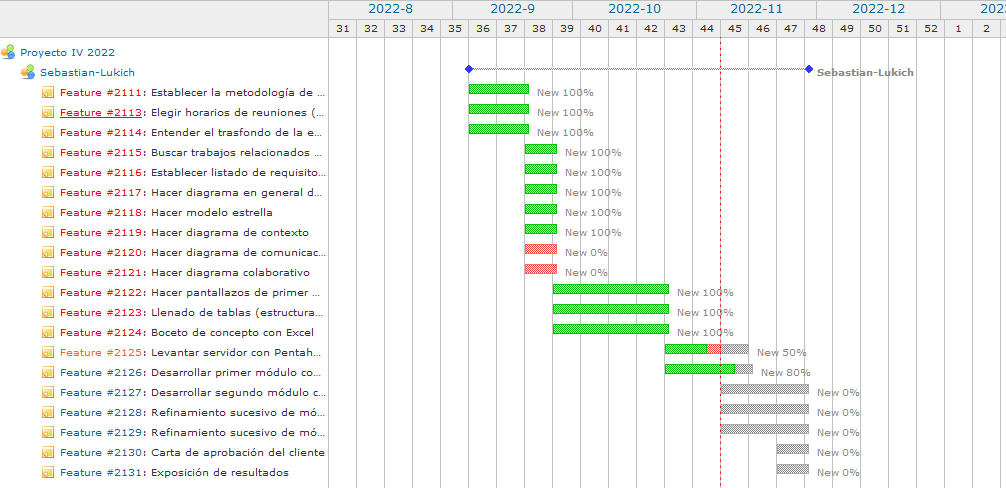 2022-8 2022-9 2022-10 2022-11 2022-12 202
31 32 33 34 35 36 37 38 39 40 41 42 43 44 45 46 47 48 49 50 51 52 1 2
Proyecto IV 2022
Sebastian-Lukich Sebastian-Lukich
Feature #2111: Establecer la metodología de ... New 100%
Feature #2113: Elegir horarios de reuniones (... New 100%
Feature #2114: Entender el trasfondo de la e... New 100%
Feature #2115: Buscar trabajos relacionados ... New 100%
Feature #2116: Establecer listado de requisito... New 100%
Feature #2117: Hacer diagrama en general d... New 100%
Feature #2118: Hacer modelo estrella New 100%
Feature #2119: Hacer diagrama de contexto New 100%
Feature #2120: Hacer diagrama de comunicac... New 0%
Feature #2121: Hacer diagrama colaborativo New 0%
Feature #2122: Hacer pantallazos de primer ... New 100%
Feature #2123: Llenado de tablas (estructura... New 100%
Feature #2124: Boceto de concepto con Excel New 100%
Feature #2125: Levantar servidor con Pentah... New 50%
Feature #2126: Desarrollar primer módulo co... New 80%
Feature #2127: Desarrollar segundo módulo c... New 0%
Feature #2128: Refinamiento sucesivo de mó... New 0%
Feature #2129: Refinamiento sucesivo de mó... New 0%
Feature #2130: Carta de aprobación del cliente New 0%
Feature #2131: Exposición de resultados New 0%